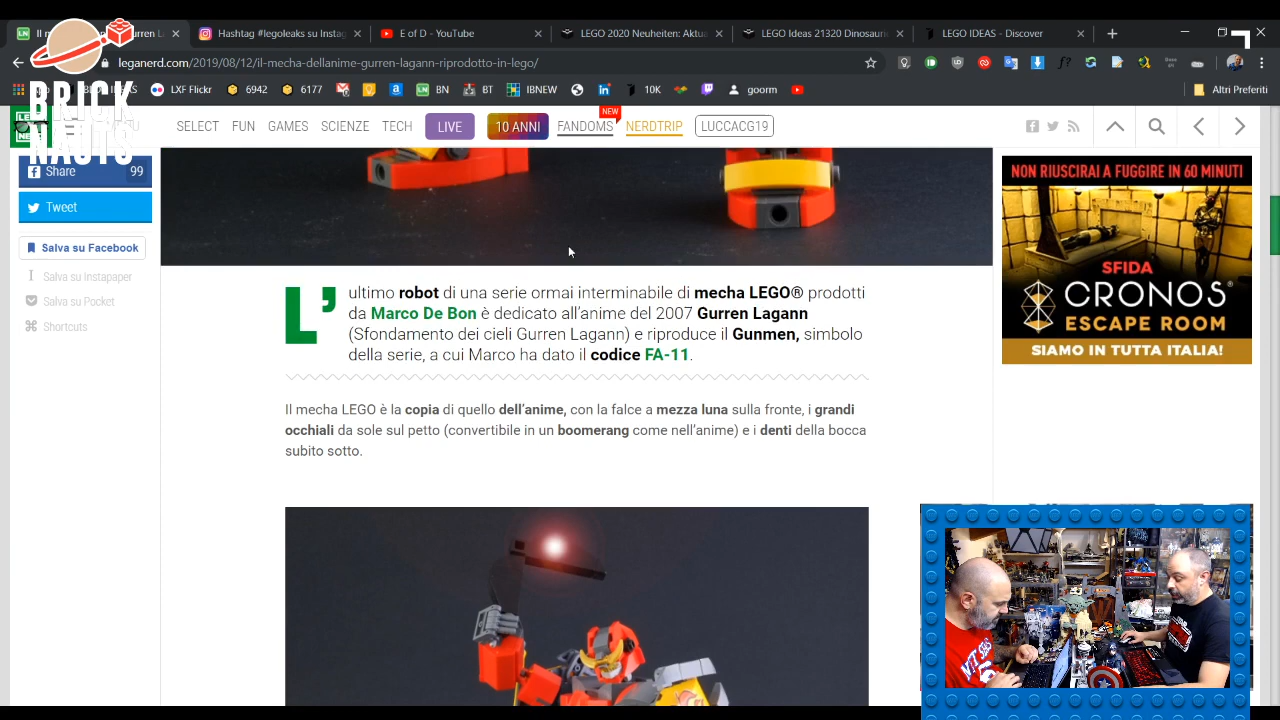 Hashtag #legoleaks su Instag
E of D - YouTube
LEGO 2020 Neuheiten: Aktu
LEGO Ideas 21320 Dinosauri
LEGO IDEAS - Discover
leganerd.com/2019/08/12/il-mecha-dellanime-gurren-lagann-riprodotto-in-lego/
LXF Flickr
6942
6177
LM
BN
BT
IBNEW
10K
goorm
Altri Preferiti
BRICK
NAUTS
SELECT
FUN
GAMES
SCIENZE
TECH
LIVE
10 ANNI
FANDOMS
NEW
NERDTRIP
LUCCACG19
Share 99
Tweet
Salva su Facebook
Salva su Instapaper
Salva su Pocket
Shortcuts
L’ultimo robot di una serie ormai interminabile di mecha LEGO® prodotti
da Marco De Bon è dedicato all’anime del 2007 Gurren Lagann
(Sfondamento dei cieli Gurren Lagann) e riproduce il Gunmen, simbolo
della serie, a cui Marco ha dato il codice FA-11.
Il mecha LEGO è la copia di quello dell’anime, con la falce a mezza luna sulla fronte, i grandi
occhiali da sole sul petto (convertibile in un boomerang come nell’anime) e i denti della bocca
subito sotto.
NON RIUSCIRAI A FUGGIRE IN 60 MINUTI
SFIDA
CRONOS
ESCAPE ROOM
SIAMO IN TUTTA ITALIA!